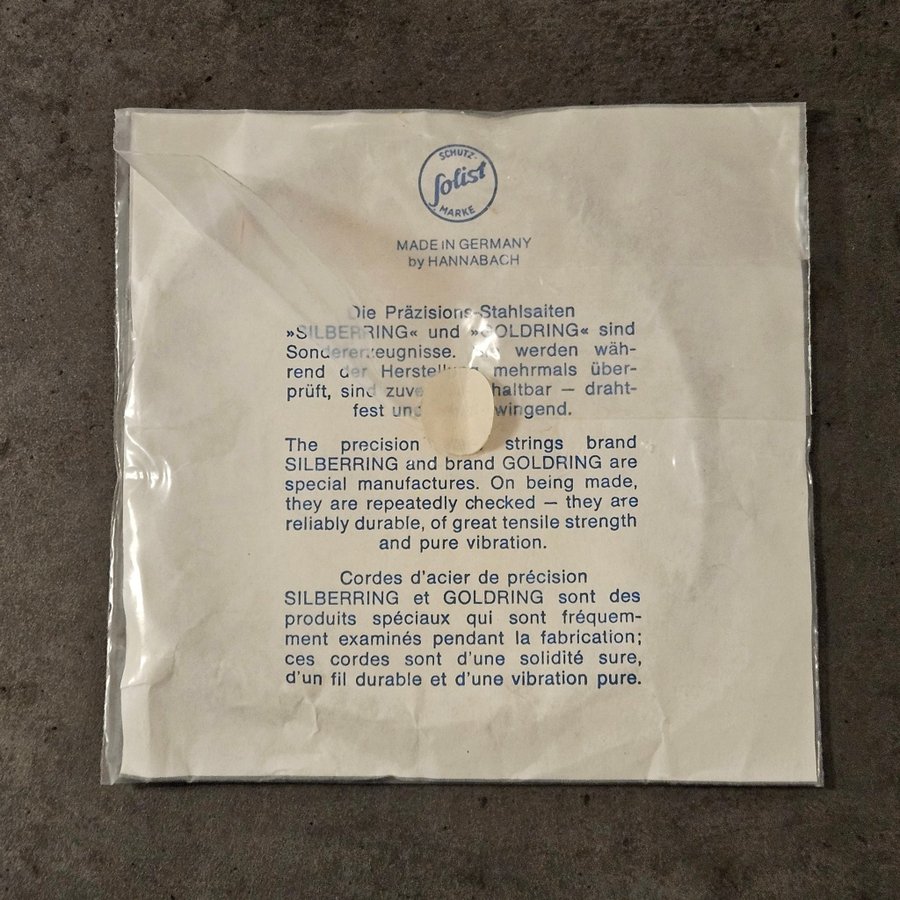 SCHUTZ-
Solist
MARKE
MADE IN GERMANY
by HANNABACH
Die Präzisions-Stahlsaiten
»SILBERRING« und »GOLDRING« sind
Sondererzeugnisse. werden wäh-
rend der Herstellung mehrmals über-
prüft, sind haltbar — draht-
fest und
The precision strings brand
SILBERRING and brand GOLDRING are
special manufactures. On being made,
they are repeatedly checked — they are
reliably durable, of great tensile strength
and pure vibration.
Cordes d'acier de précision
SILBERRING et GOLDRING sont des
produits spéciaux qui sont fréquem-
ment examinés pendant la fabrication;
ces cordes sont d'une solidité sure,
d'un fil durable et d'une vibration pure.